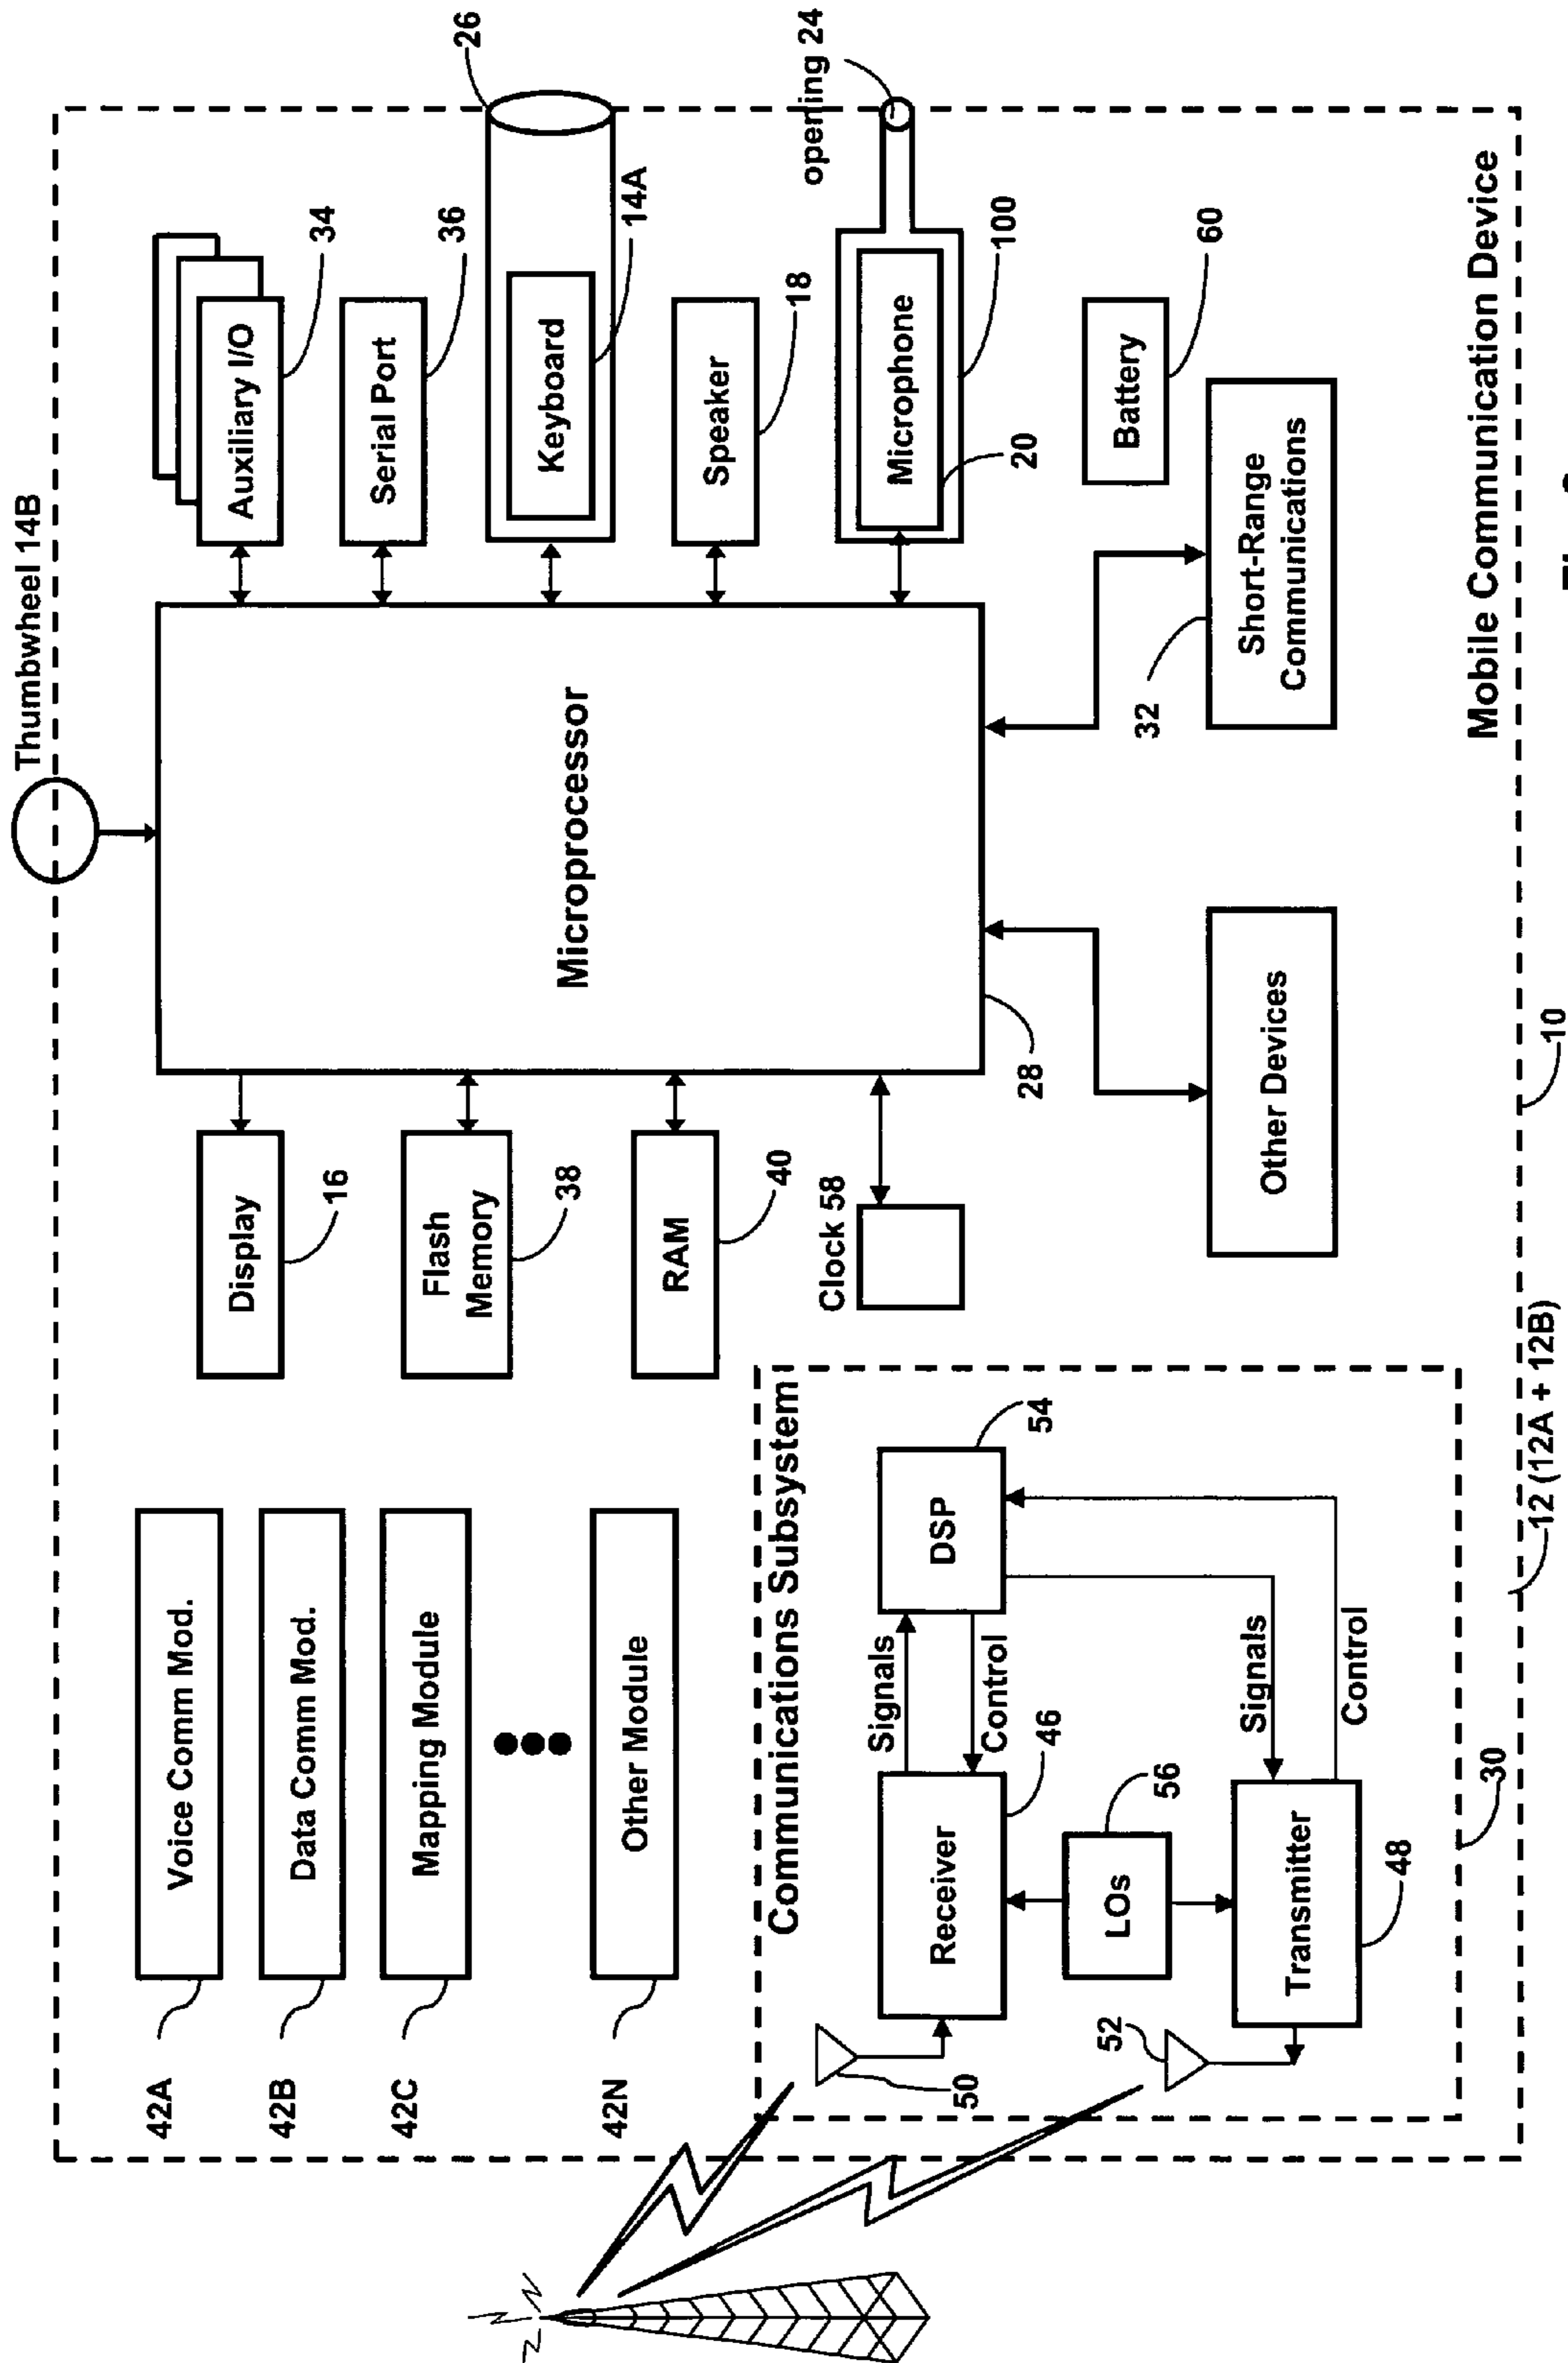 Thumbwheel 14B
42A
Voice Comm Mod.
42B
Data Comm Mod.
42C
Mapping Module
42N
Other Module
Display
16
Flash
Memory
38
RAM
40
Clock 58
Microprocessor
28
Auxiliary I/O
34
Serial Port
36
Keyboard
14A
26
Speaker
18
Microphone
20
100
opening 24
Battery
60
Short-Range
Communications
32
Other Devices
Communications Subsystem
Receiver
46
Signals
Control
DSP
54
LOs
56
Transmitter
48
Signals
Control
50
52
30
Mobile Communication Device
12 (12A + 12B)
10